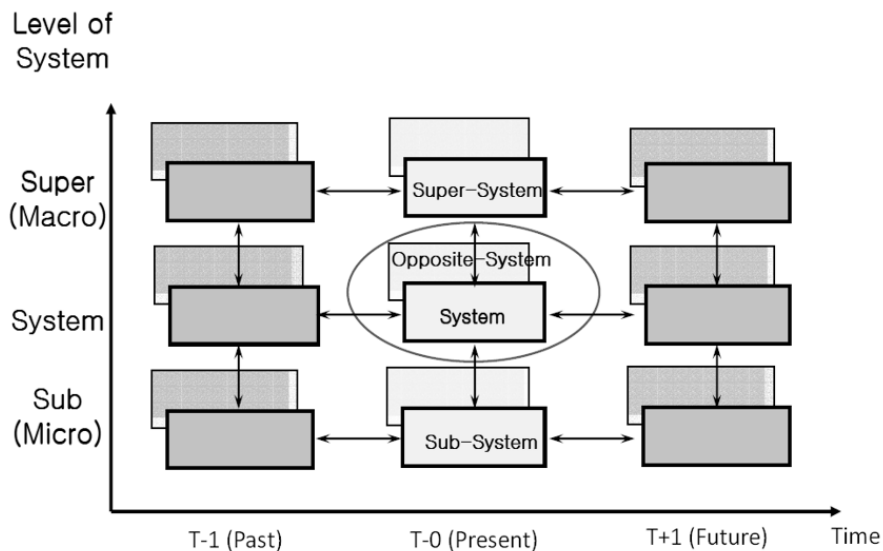 Level of
System
Super
(Macro)
Super-System
Opposite-System
System
System
Sub
(Micro)
Sub-System
T-1 (Past)
T-0 (Present)
T+1 (Future)
Time